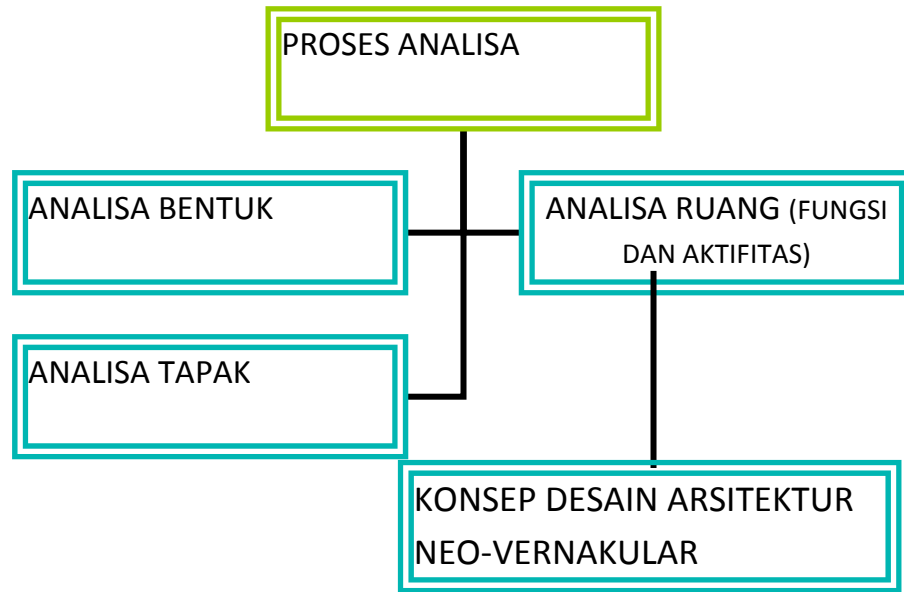 PROSES ANALISA
ANALISA BENTUK
ANALISA RUANG (FUNGSI
DAN AKTIFITAS)
ANALISA TAPAK
KONSEP DESAIN ARSITEKTUR
NEO-VERNAKULAR